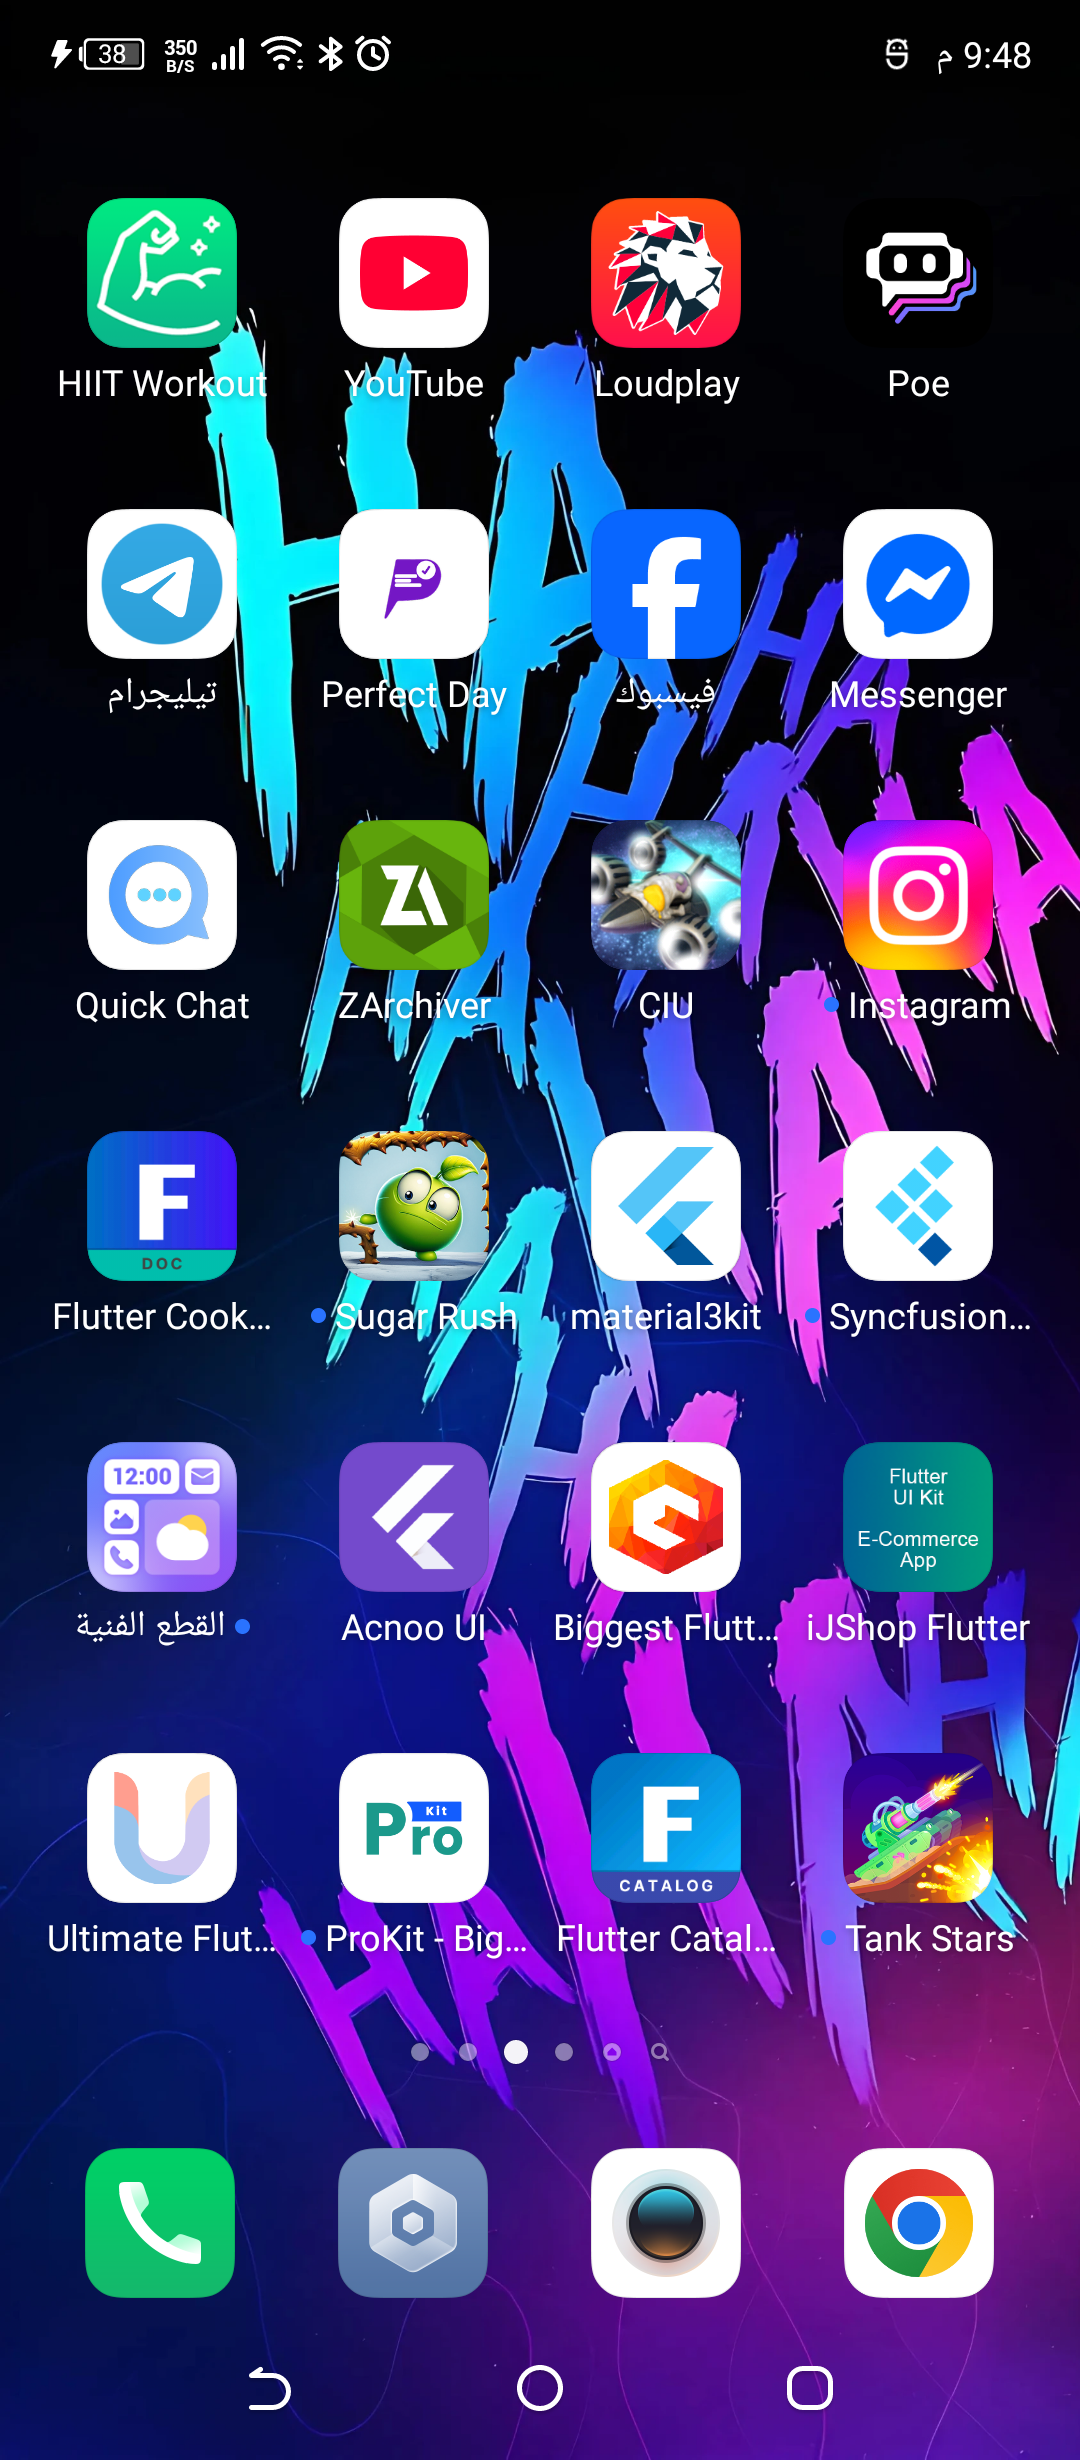 38 350 B/S م 9:48
HIIT Workout YouTube Loudplay Poe
تيليجرام Perfect Day فيسبوك Messenger
Quick Chat ZArchiver CIU Instagram
F DOC
Flutter Cook... Sugar Rush material3kit Syncfusion...
12:00
Flutter
UI Kit
E-Commerce
App
القطع الفنية Acnoo UI Biggest Flutt... iJShop Flutter
Pro Kit
F CATALOG
Ultimate Flut... ProKit - Big... Flutter Catal... Tank Stars